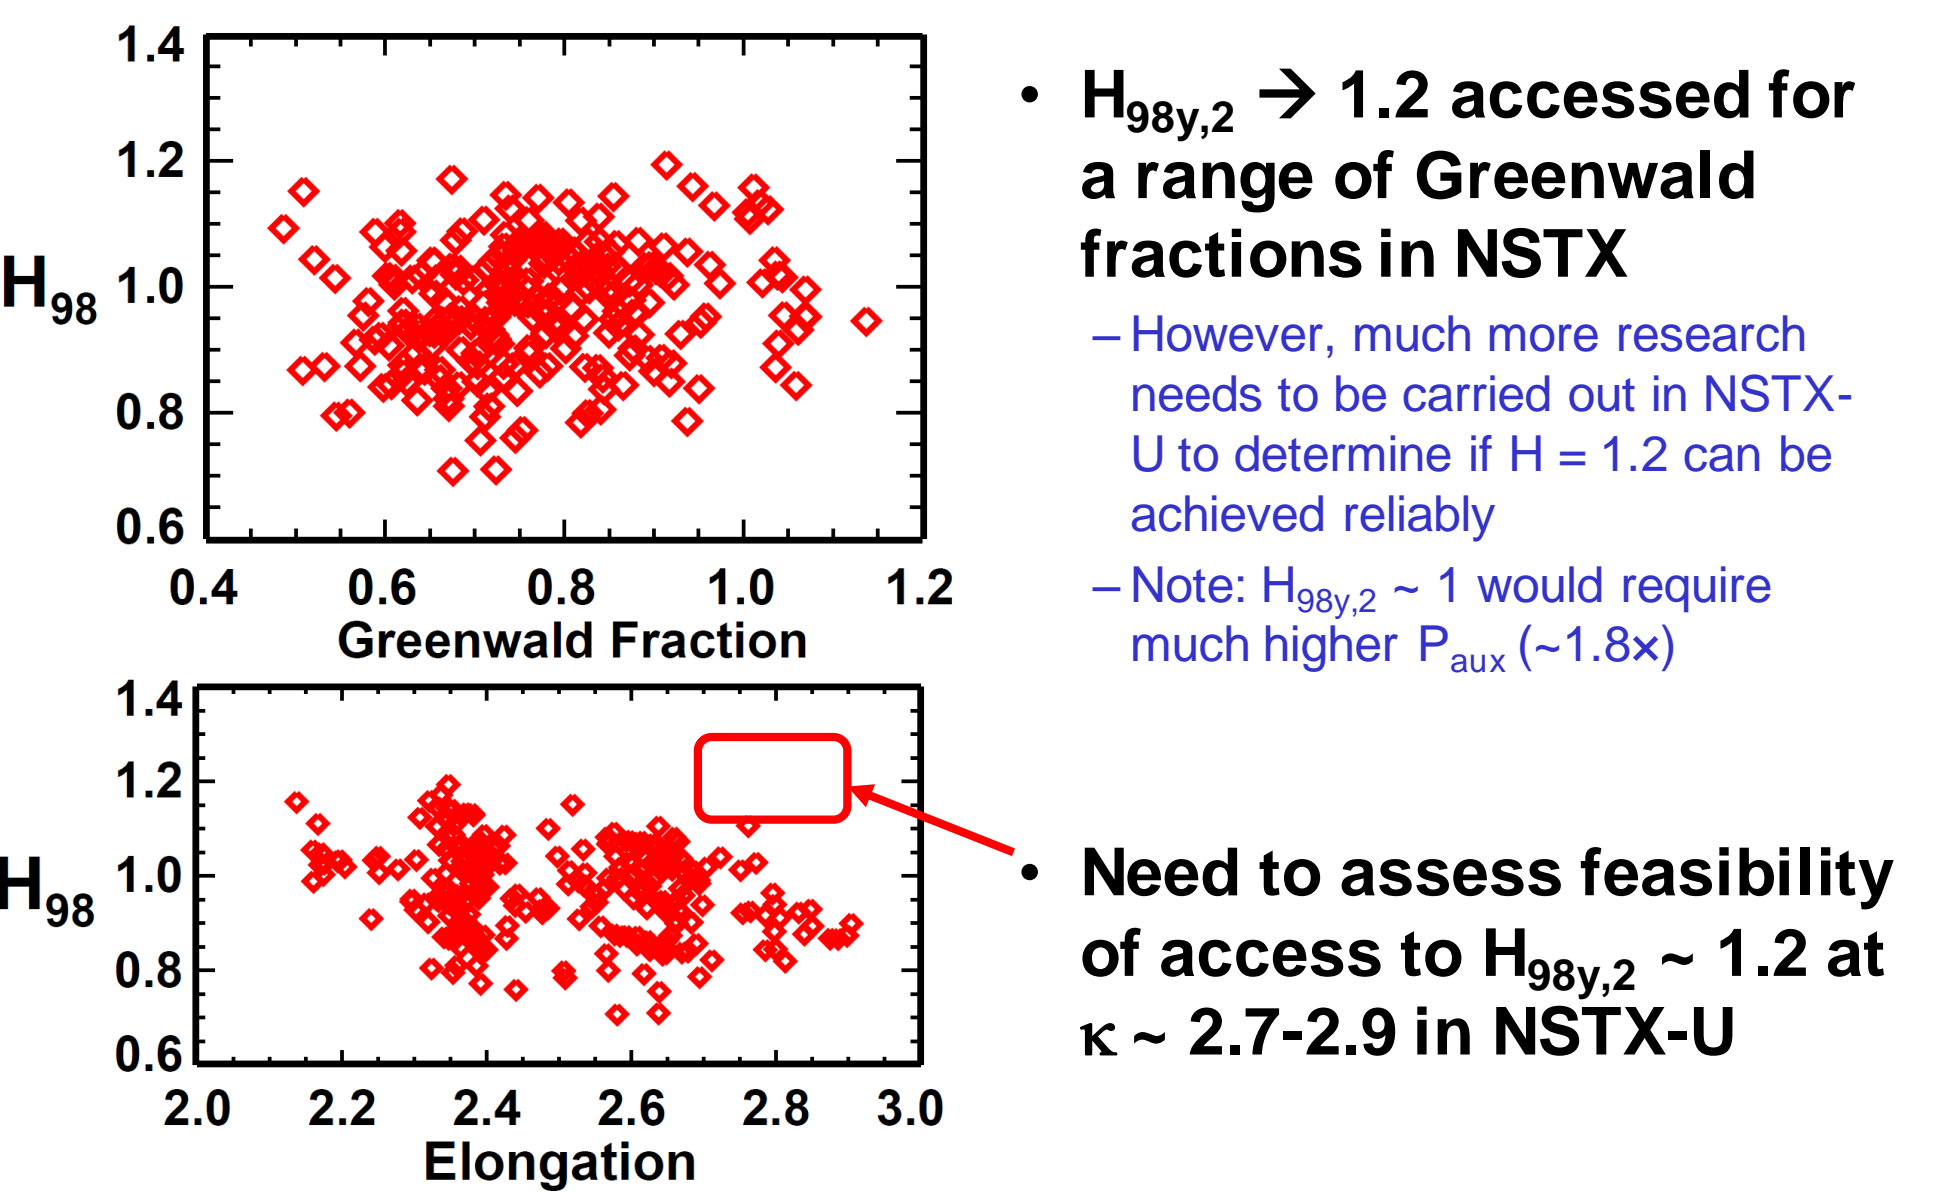 1.4
1.2
H98 1.0
0.8
0.6
0.4 0.6 0.8 1.0 1.2
Greenwald Fraction
1.4
1.2
H98 1.0
0.8
0.6
2.0 2.2 2.4 2.6 2.8 3.0
Elongation
• H98y,2 → 1.2 accessed for
a range of Greenwald
fractions in NSTX
– However, much more research
needs to be carried out in NSTX-
U to determine if H = 1.2 can be
achieved reliably
– Note: H98y,2 ~ 1 would require
much higher Paux (~1.8×)
• Need to assess feasibility
of access to H98y,2 ~ 1.2 at
κ ~ 2.7-2.9 in NSTX-U